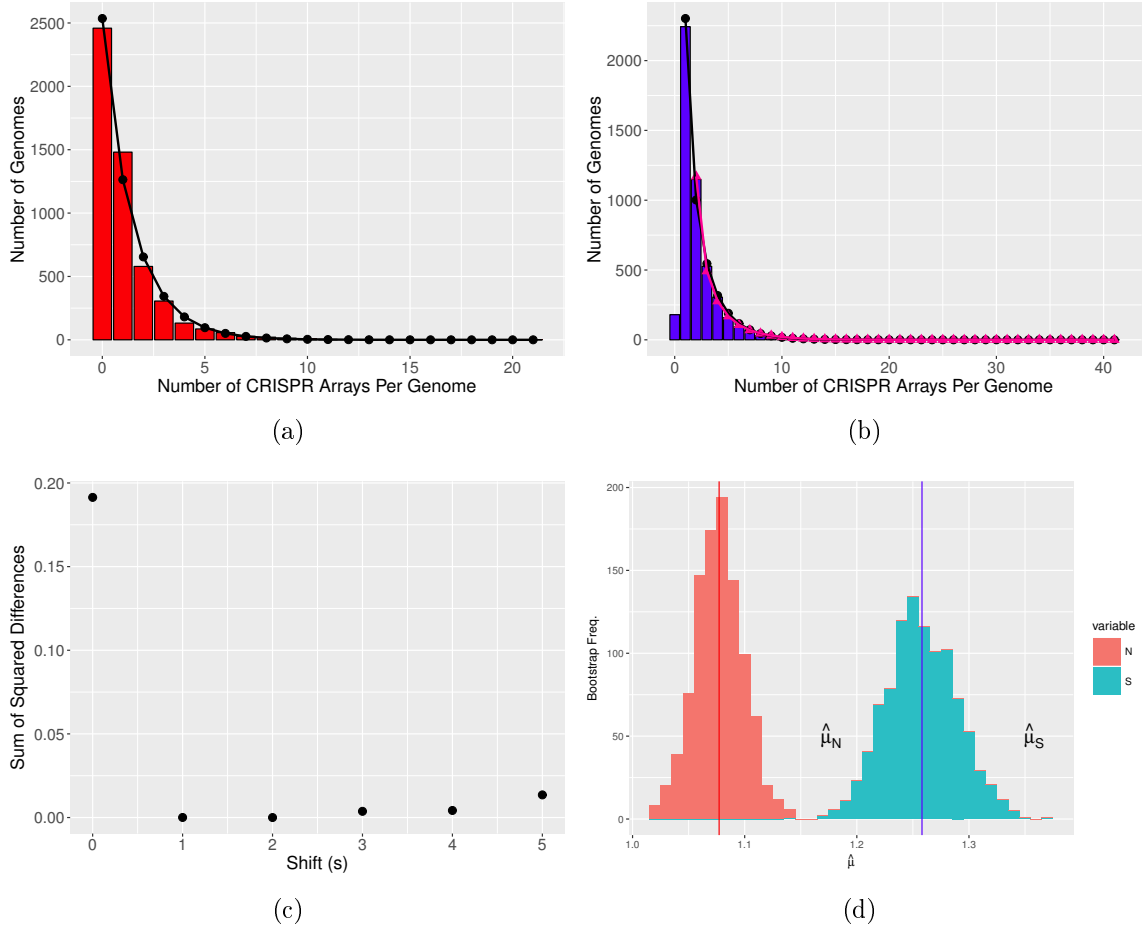 Number of Genomes
2500
2000
1500
1000
500
0
0 5 10 15 20
Number of CRISPR Arrays Per Genome
(a)
Number of Genomes
2000
1500
1000
500
0
0 10 20 30 40
Number of CRISPR Arrays Per Genome
(b)
Sum of Squared Differences
0.20
0.15
0.10
0.05
0.00
0 1 2 3 4 5
Shift (s)
(c)
Bootstrap Freq.
200
150
100
50
0
μ̂N μ̂S
1.0 1.1 1.2 1.3
μ̂
variable
N
S
(d)